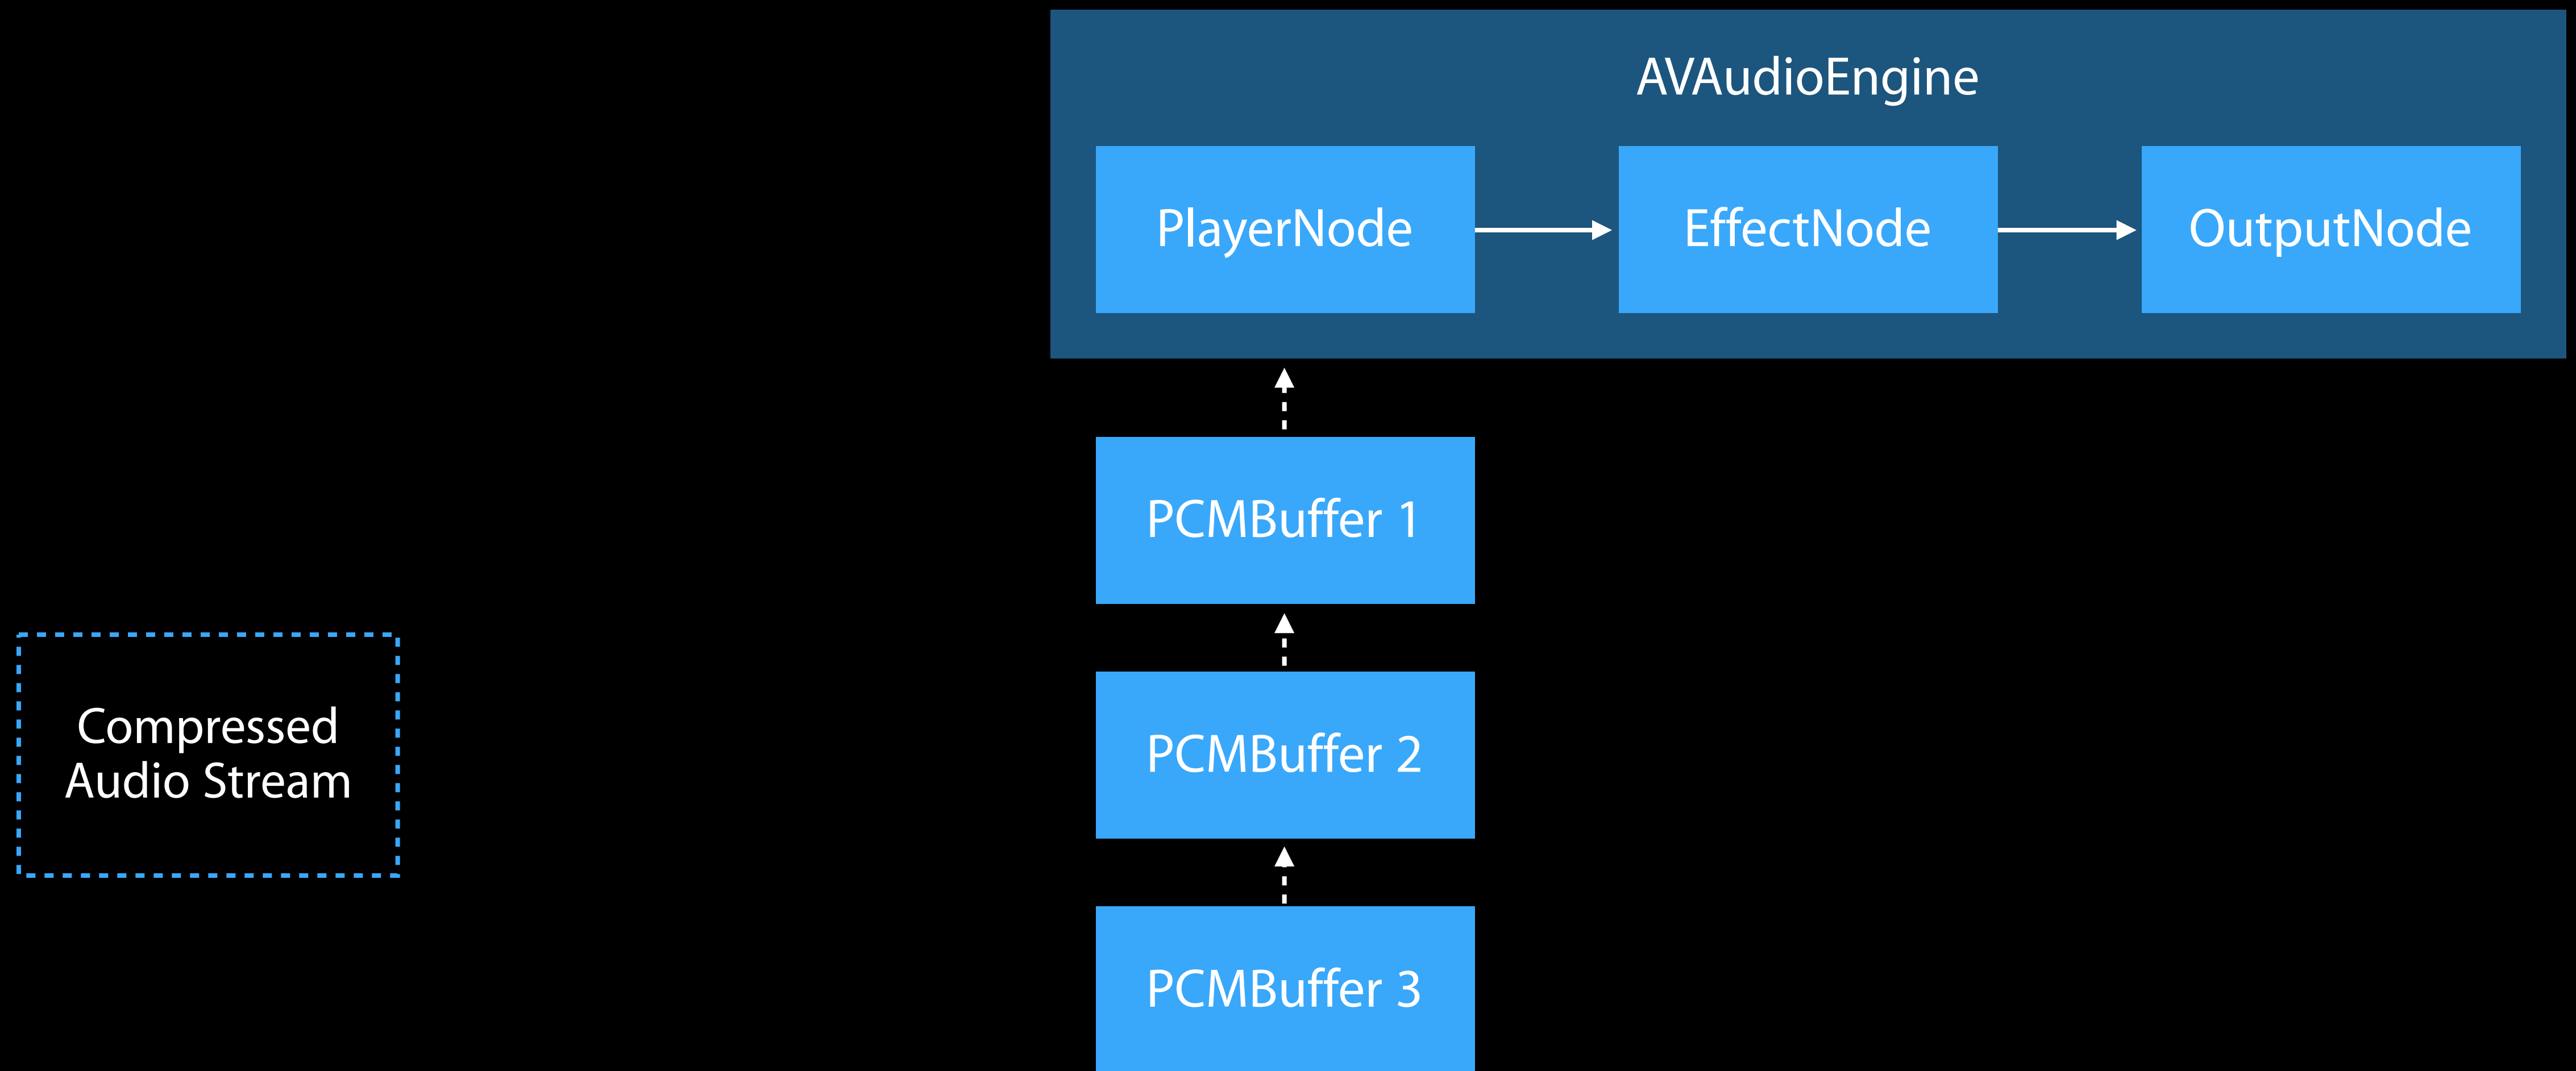 AVAudioEngine
PlayerNode
EffectNode
OutputNode
PCMBuffer 1
PCMBuffer 2
PCMBuffer 3
Compressed
Audio Stream